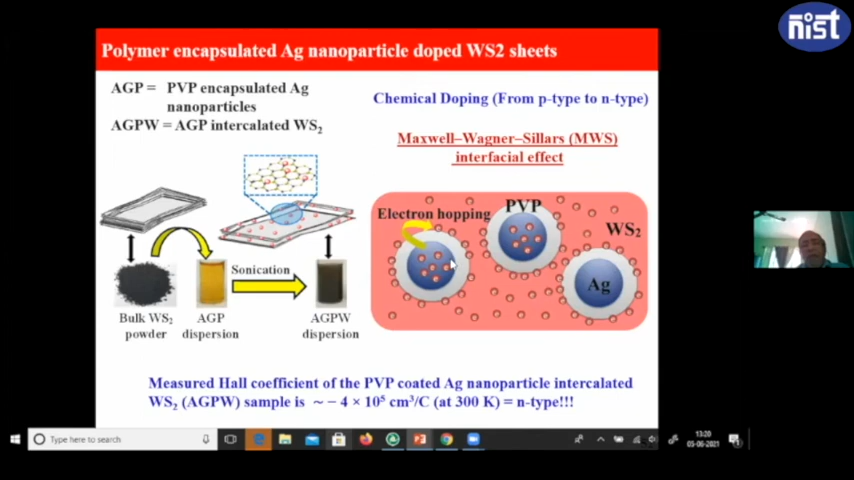 Polymer encapsulated Ag nanoparticle doped WS2 sheets
AGP = PVP encapsulated Ag
nanoparticles
AGPW = AGP intercalated WS₂
Chemical Doping (From p-type to n-type)
Maxwell–Wagner–Sillars (MWS)
interfacial effect
Electron hopping
PVP
WS₂
Ag
Sonication
Bulk WS₂
powder
AGP
dispersion
AGPW
dispersion
Measured Hall coefficient of the PVP coated Ag nanoparticle intercalated
WS₂ (AGPW) sample is ~ − 4 × 10⁵ cm³/C (at 300 K) = n-type!!!
Type here to search
13:20
05-06-2021
nist